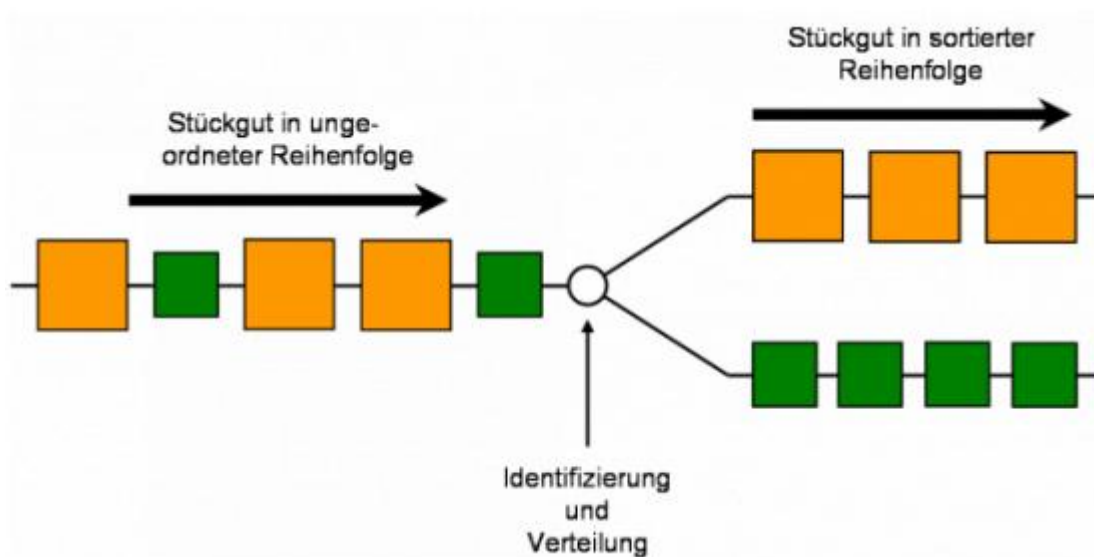 Stückgut in unge-
ordneter Reihenfolge
Stückgut in sortierter
Reihenfolge
Identifizierung
und
Verteilung